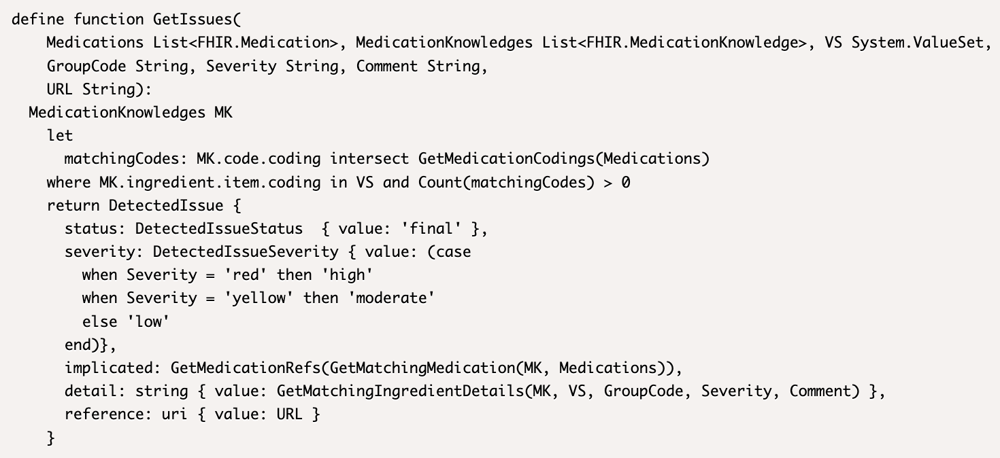 define function GetIssues(
    Medications List<FHIR.Medication>, MedicationKnowledges List<FHIR.MedicationKnowledge>, VS System.ValueSet,
    GroupCode String, Severity String, Comment String,
    URL String):
  MedicationKnowledges MK
    let
      matchingCodes: MK.code.coding intersect GetMedicationCodings(Medications)
    where MK.ingredient.item.coding in VS and Count(matchingCodes) > 0
    return DetectedIssue {
      status: DetectedIssueStatus  { value: 'final' },
      severity: DetectedIssueSeverity { value: (case
        when Severity = 'red' then 'high'
        when Severity = 'yellow' then 'moderate'
        else 'low'
      end)},
      implicated: GetMedicationRefs(GetMatchingMedication(MK, Medications)),
      detail: string { value: GetMatchingIngredientDetails(MK, VS, GroupCode, Severity, Comment) },
      reference: uri { value: URL }
    }